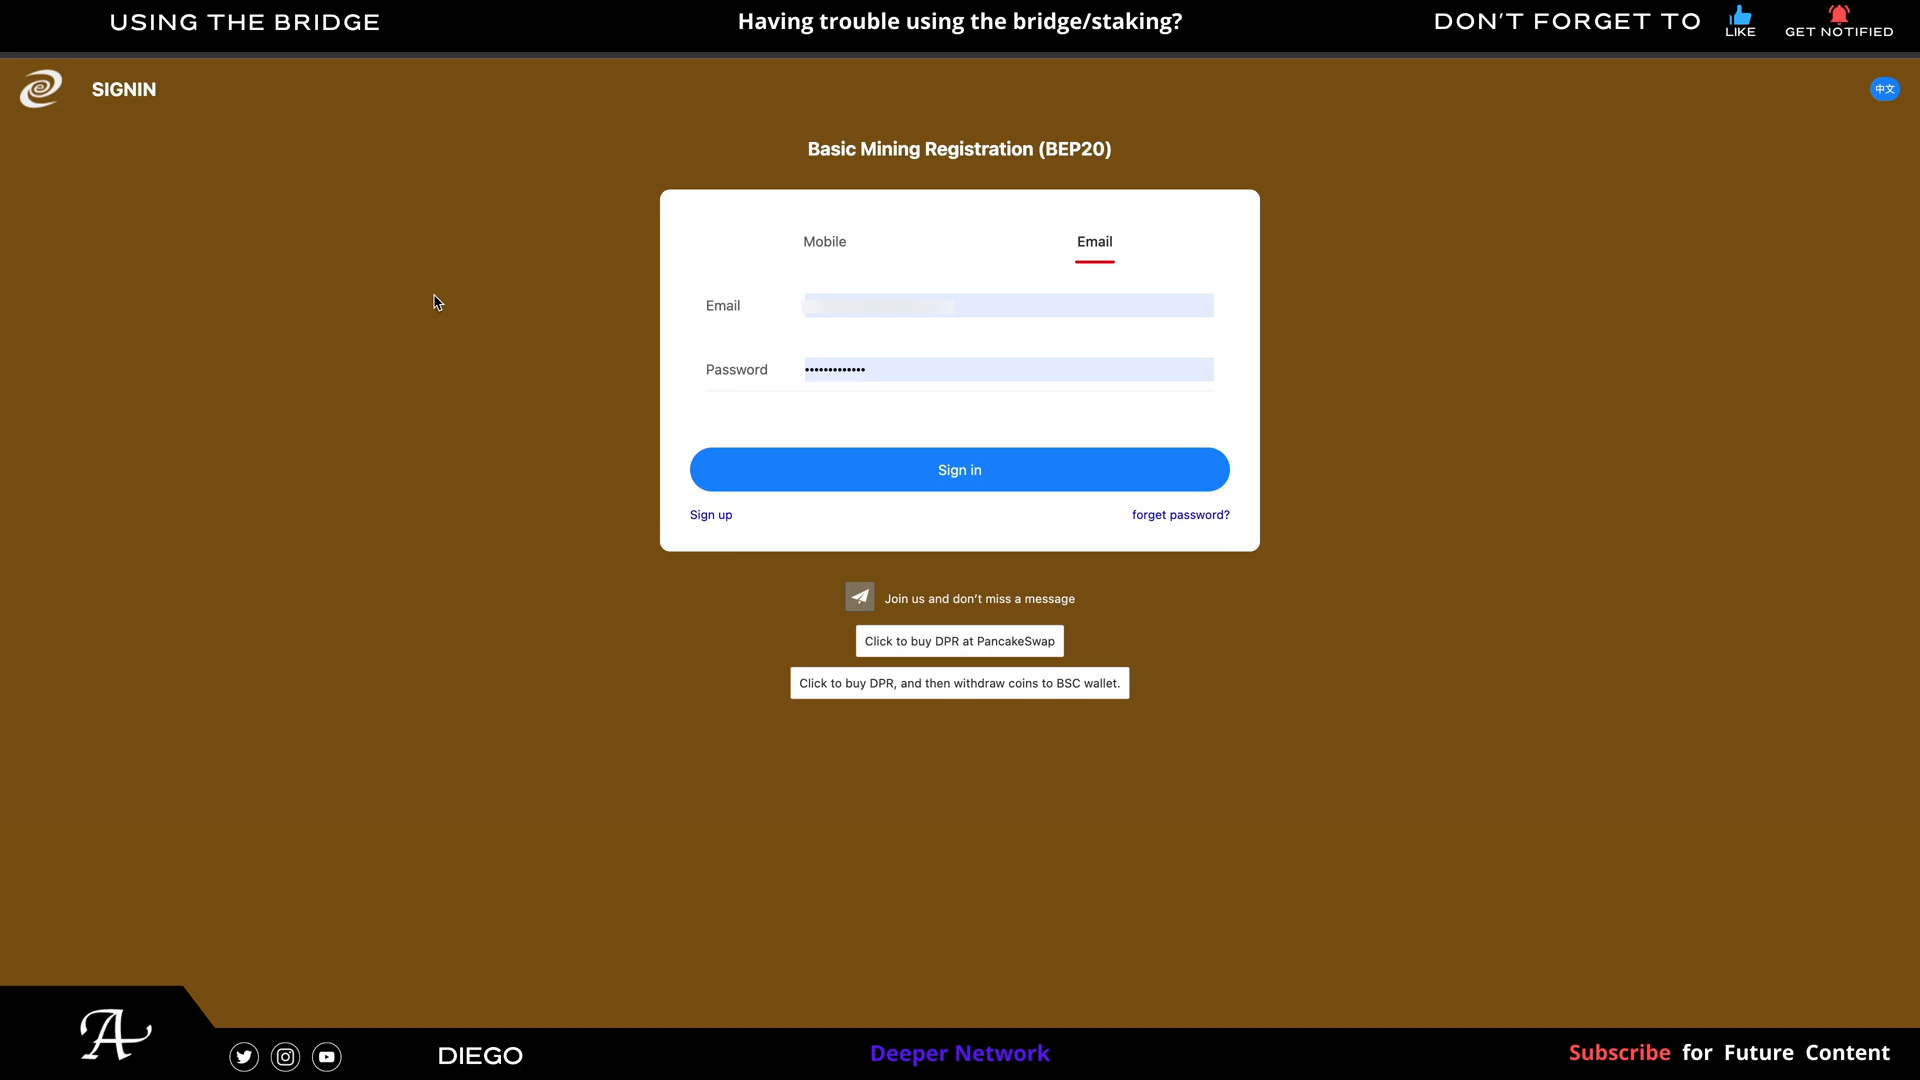 USING THE BRIDGE
Having trouble using the bridge/staking?
DON'T FORGET TO
LIKE
GET NOTIFIED
SIGNIN
中文
Basic Mining Registration (BEP20)
Mobile
Email
Email
Password
•••••••••••••
Sign in
Sign up
forget password?
Join us and don't miss a message
Click to buy DPR at PancakeSwap
Click to buy DPR, and then withdraw coins to BSC wallet.
A
DIEGO
Deeper Network
Subscribe for Future Content